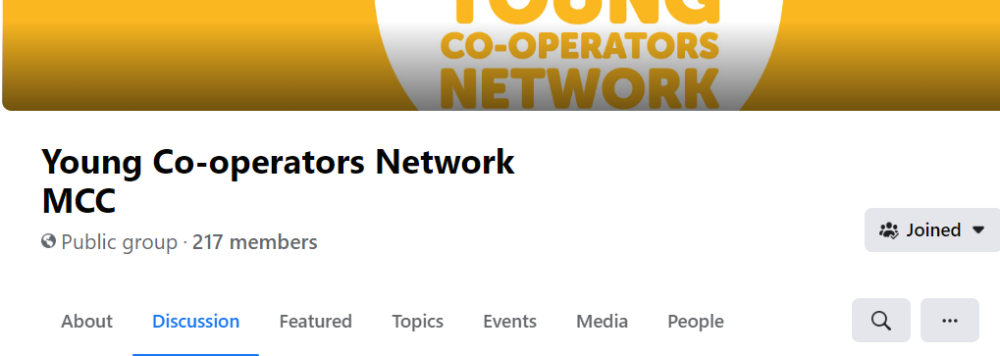 YOUNG
CO-OPERATORS
NETWORK
Young Co-operators Network
MCC
Public group · 217 members
Joined
About Discussion Featured Topics Events Media People
...